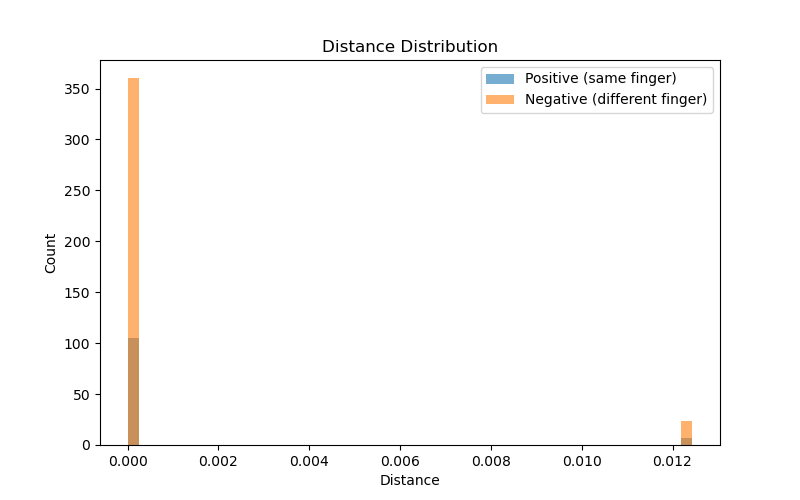 Distance Distribution
Positive (same finger)
Negative (different finger)
350
300
250
200
150
100
50
0
Count
0.000 0.002 0.004 0.006 0.008 0.010 0.012
Distance